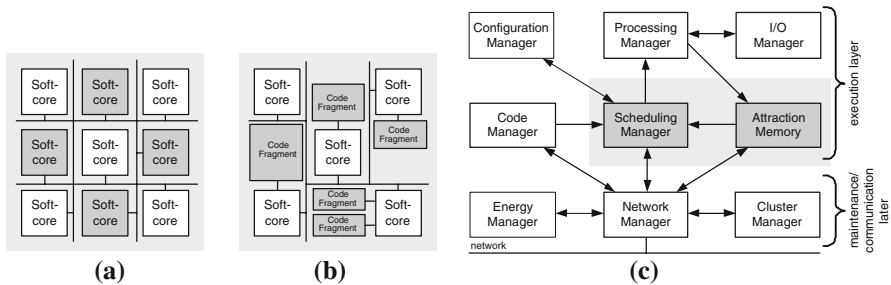 Soft-
core
Soft-
core
Soft-
core
Soft-
core
Soft-
core
Soft-
core
Soft-
core
Soft-
core
Soft-
core
(a)
Soft-
core
Code
Fragment
Soft-
core
Code
Fragment
Soft-
core
Code Fragment
Soft-
core
Code
Fragment
Code
Fragment
Soft-
core
(b)
Configuration
Manager
Processing
Manager
I/O
Manager
Code
Manager
Scheduling
Manager
Attraction
Memory
Energy
Manager
Network
Manager
Cluster
Manager
network
execution layer
maintenance/
communication
later
(c)